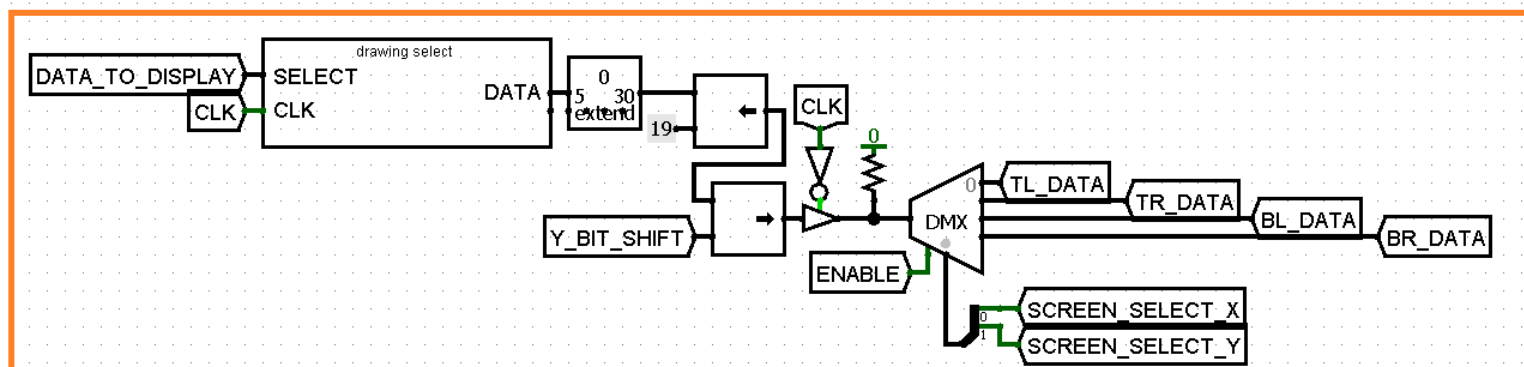 drawing select
DATA_TO_DISPLAY
SELECT
DATA
CLK
CLK
0
5 30
extend
19
CLK
0
Y_BIT_SHIFT
DMX
0
TL_DATA
TR_DATA
BL_DATA
BR_DATA
ENABLE
0
1
SCREEN_SELECT_X
SCREEN_SELECT_Y